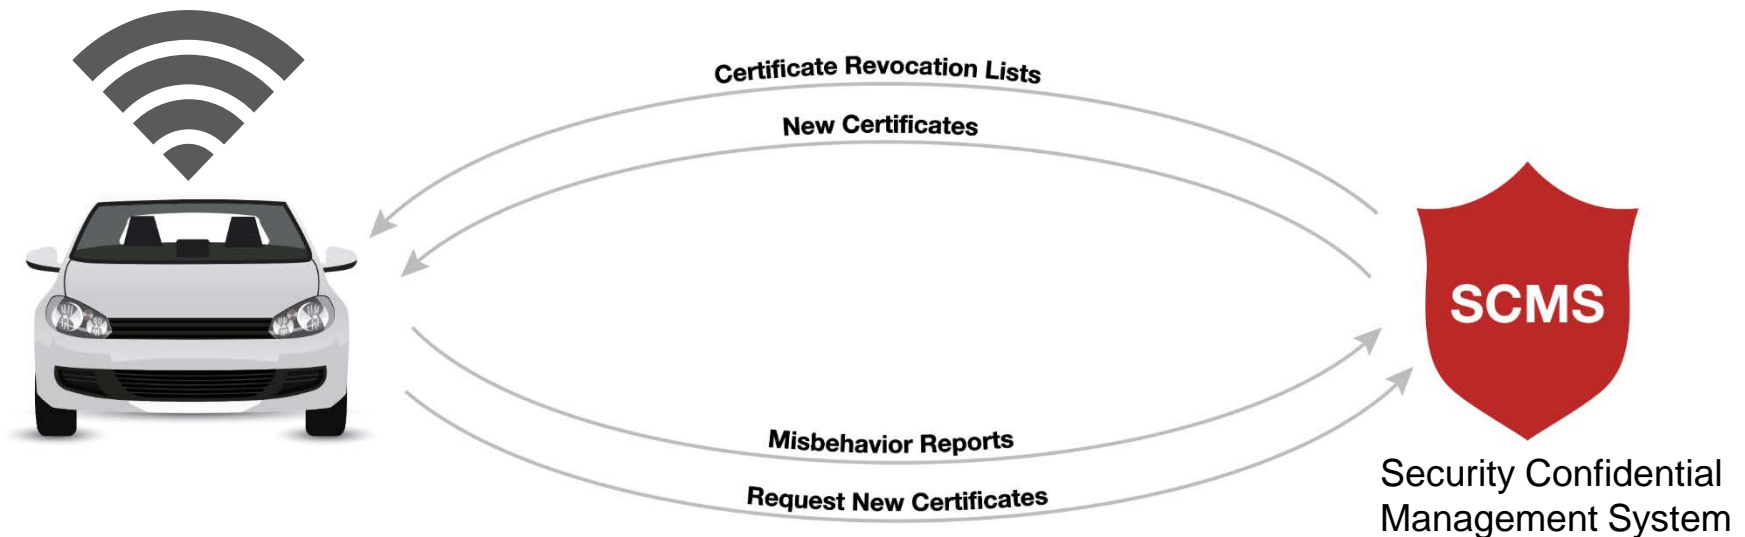 Certificate Revocation Lists
New Certificates
SCMS
Misbehavior Reports
Request New Certificates
Security Confidential
Management System